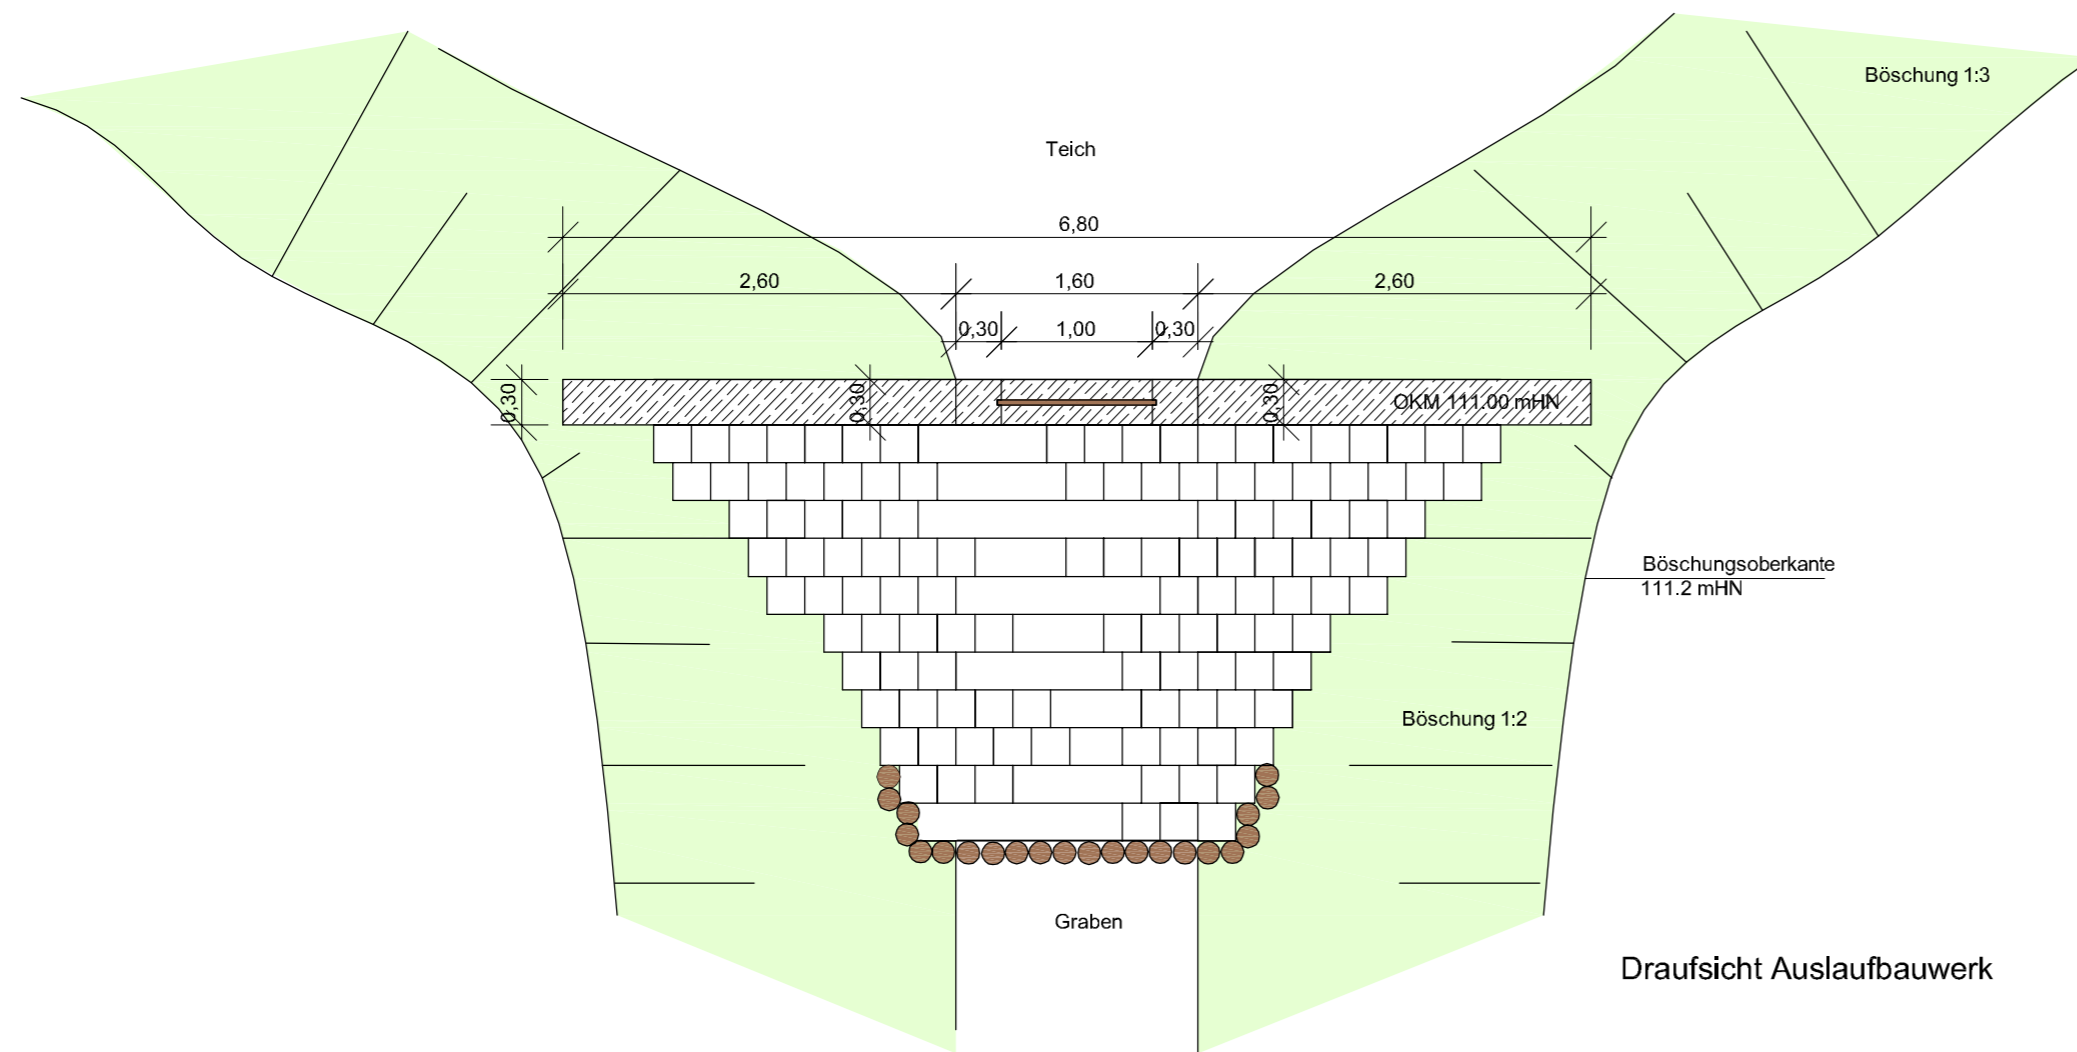 Böschung 1:3
Teich
6,80
2,60 1,60 2,60
0,30 1,00 0,30
0,30 0,30 0,30
OKM 111.00 mHN
Böschungsoberkante
111.2 mHN
Böschung 1:2
Graben
Draufsicht Auslaufbauwerk